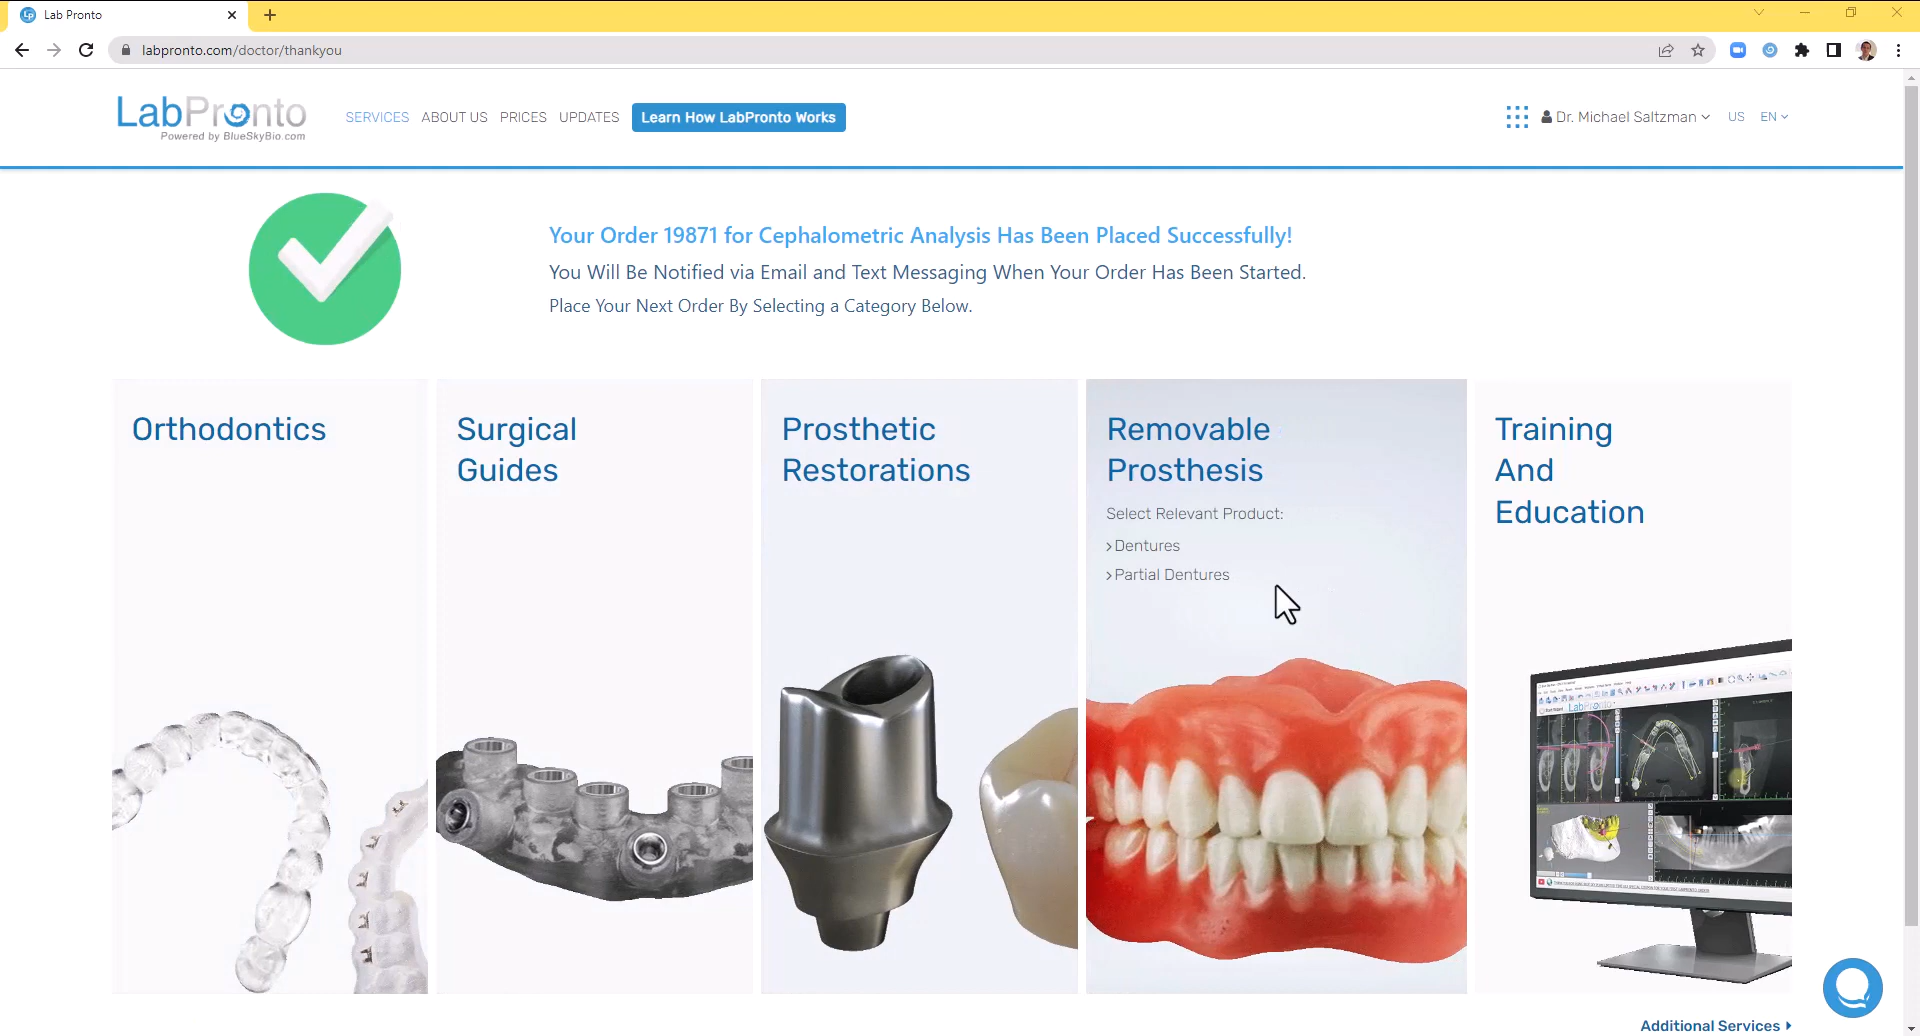 Lab Pronto
labpronto.com/doctor/thankyou
LabPronto
Powered by BlueSkyBio.com
SERVICES ABOUT US PRICES UPDATES Learn How LabPronto Works
Dr. Michael Saltzman US EN
Your Order 19871 for Cephalometric Analysis Has Been Placed Successfully!
You Will Be Notified via Email and Text Messaging When Your Order Has Been Started.
Place Your Next Order By Selecting a Category Below.
Orthodontics
Surgical
Guides
Prosthetic
Restorations
Removable
Prosthesis
Select Relevant Product:
Dentures
Partial Dentures
Training
And
Education
LabPronto
Additional Services